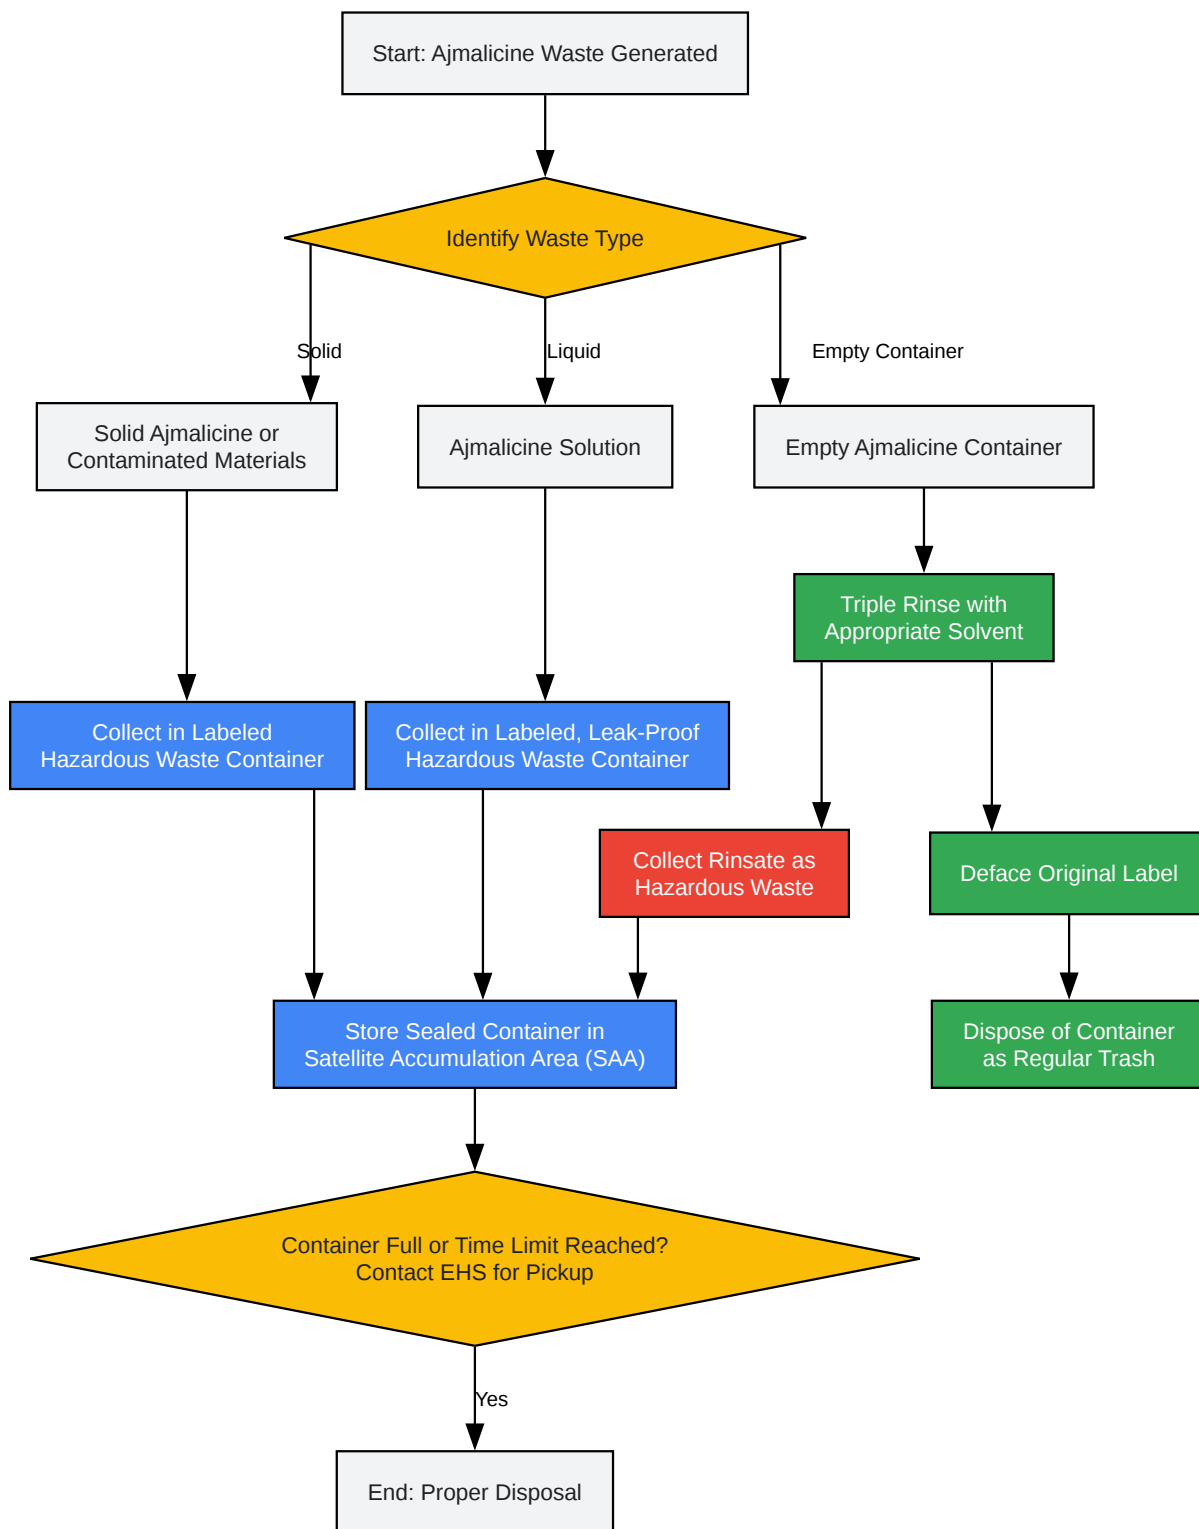 Start: Ajmalicine Waste Generated
Identify Waste Type
Solid
Liquid
Empty Container
Solid Ajmalicine or
Contaminated Materials
Ajmalicine Solution
Empty Ajmalicine Container
Triple Rinse with
Appropriate Solvent
Collect in Labeled
Hazardous Waste Container
Collect in Labeled, Leak-Proof
Hazardous Waste Container
Collect Rinsate as
Hazardous Waste
Deface Original Label
Store Sealed Container in
Satellite Accumulation Area (SAA)
Dispose of Container
as Regular Trash
Container Full or Time Limit Reached?
Contact EHS for Pickup
Yes
End: Proper Disposal